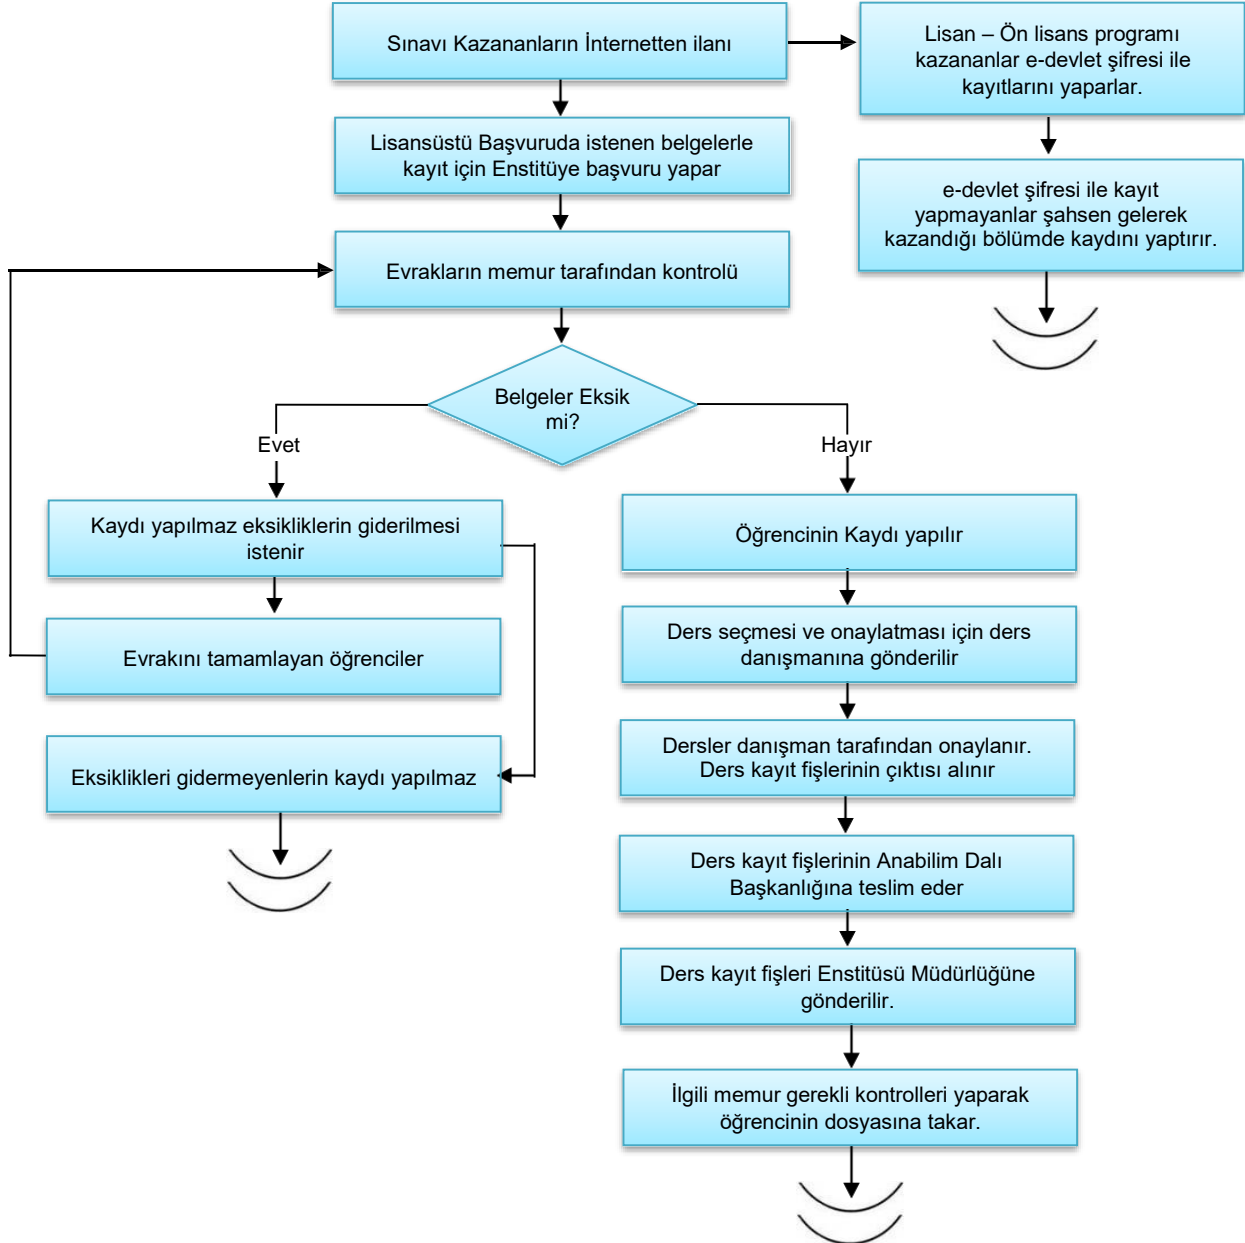 Sınavı Kazananların İnternetten ilanı
Lisan – Ön lisans programı
kazananlar e-devlet şifresi ile
kayıtlarını yaparlar.
Lisansüstü Başvuruda istenen belgelerle
kayıt için Enstitüye başvuru yapar
e-devlet şifresi ile kayıt
yapmayanlar şahsen gelerek
kazandığı bölümde kaydını yaptırır.
Evrakların memur tarafından kontrolü
Belgeler Eksik
mi?
Evet
Hayır
Kaydı yapılmaz eksikliklerin giderilmesi
istenir
Öğrencinin Kaydı yapılır
Evrakını tamamlayan öğrenciler
Ders seçmesi ve onaylatması için ders
danışmanına gönderilir
Eksiklikleri gidermeyenlerin kaydı yapılmaz
Dersler danışman tarafından onaylanır.
Ders kayıt fişlerinin çıktısı alınır
Ders kayıt fişlerinin Anabilim Dalı
Başkanlığına teslim eder
Ders kayıt fişleri Enstitüsü Müdürlüğüne
gönderilir.
İlgili memur gerekli kontrolleri yaparak
öğrencinin dosyasına takar.